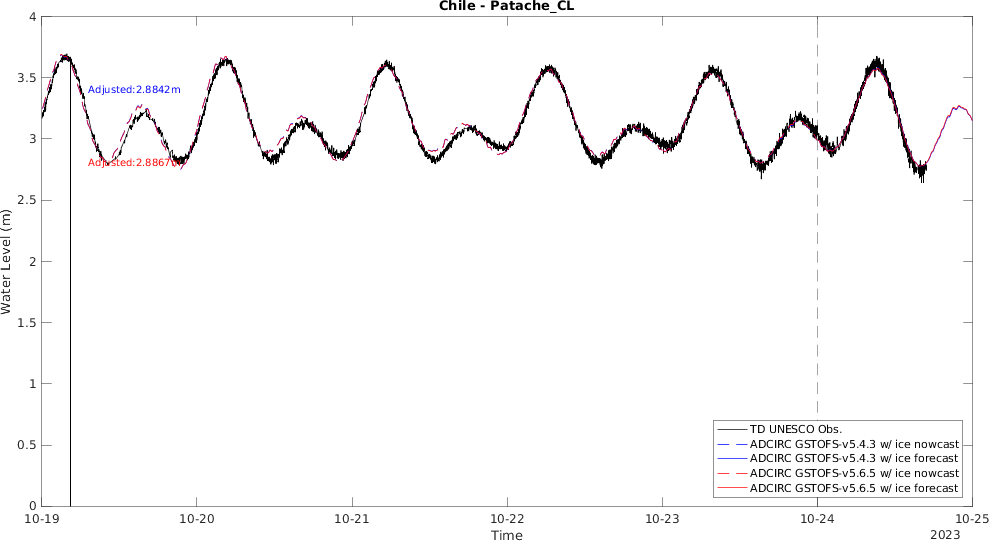 Chile - Patache_CL
4
3.5
3
2.5
2
1.5
1
0.5
0
Water Level (m)
Adjusted:2.8842m
Adjusted:2.8867m
TD UNESCO Obs.
ADCIRC GSTOFS-v5.4.3 w/ ice nowcast
ADCIRC GSTOFS-v5.4.3 w/ ice forecast
ADCIRC GSTOFS-v5.6.5 w/ ice nowcast
ADCIRC GSTOFS-v5.6.5 w/ ice forecast
10-19 10-20 10-21 10-22 10-23 10-24 10-25
Time
2023